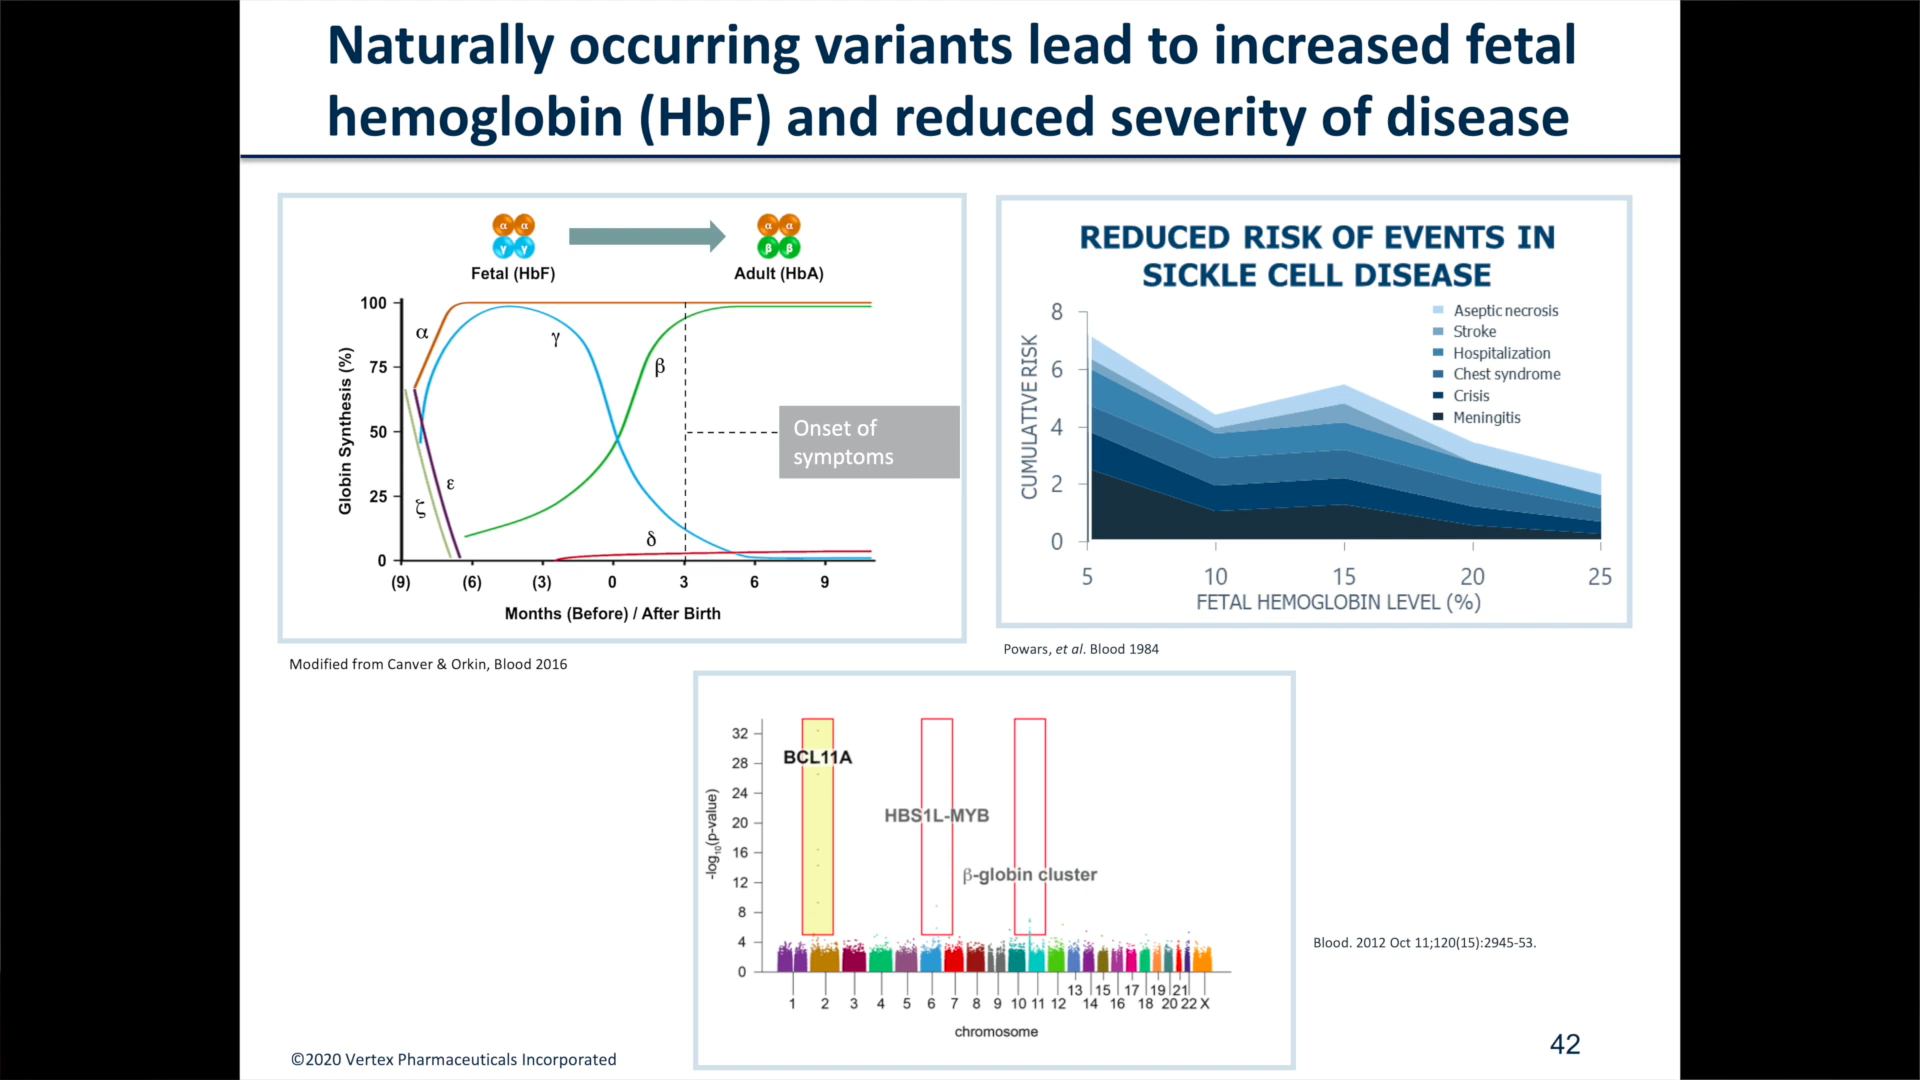 Naturally occurring variants lead to increased fetal
hemoglobin (HbF) and reduced severity of disease
α α
γ γ
Fetal (HbF)
α α
β β
Adult (HbA)
Globin Synthesis (%)
100
75
50
25
0
α
γ
β
ε
ζ
δ
Onset of
symptoms
(9) (6) (3) 0 3 6 9
Months (Before) / After Birth
Modified from Canver & Orkin, Blood 2016
REDUCED RISK OF EVENTS IN
SICKLE CELL DISEASE
CUMULATIVE RISK
8
6
4
2
0
Aseptic necrosis
Stroke
Hospitalization
Chest syndrome
Crisis
Meningitis
5 10 15 20 25
FETAL HEMOGLOBIN LEVEL (%)
Powars, et al. Blood 1984
-log10(p-value)
32
28
24
20
16
12
8
4
0
BCL11A
HBS1L-MYB
β-globin cluster
1 2 3 4 5 6 7 8 9 10 11 12 13 14 15 16 17 18 19 20 21 22 X
chromosome
Blood. 2012 Oct 11;120(15):2945-53.
©2020 Vertex Pharmaceuticals Incorporated
42